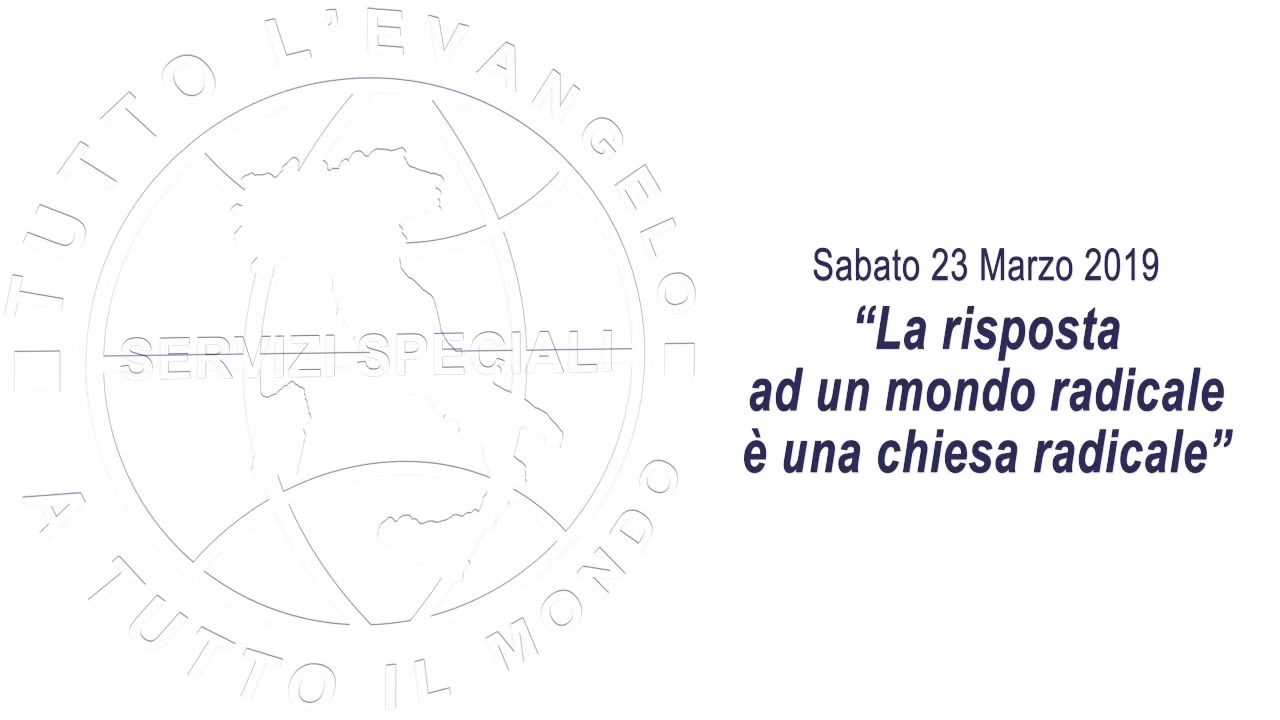 TUTTO L'EVANGELO
SERVIZI SPECIALI
A TUTTO IL MONDO
Sabato 23 Marzo 2019
“La risposta
ad un mondo radicale
è una chiesa radicale”